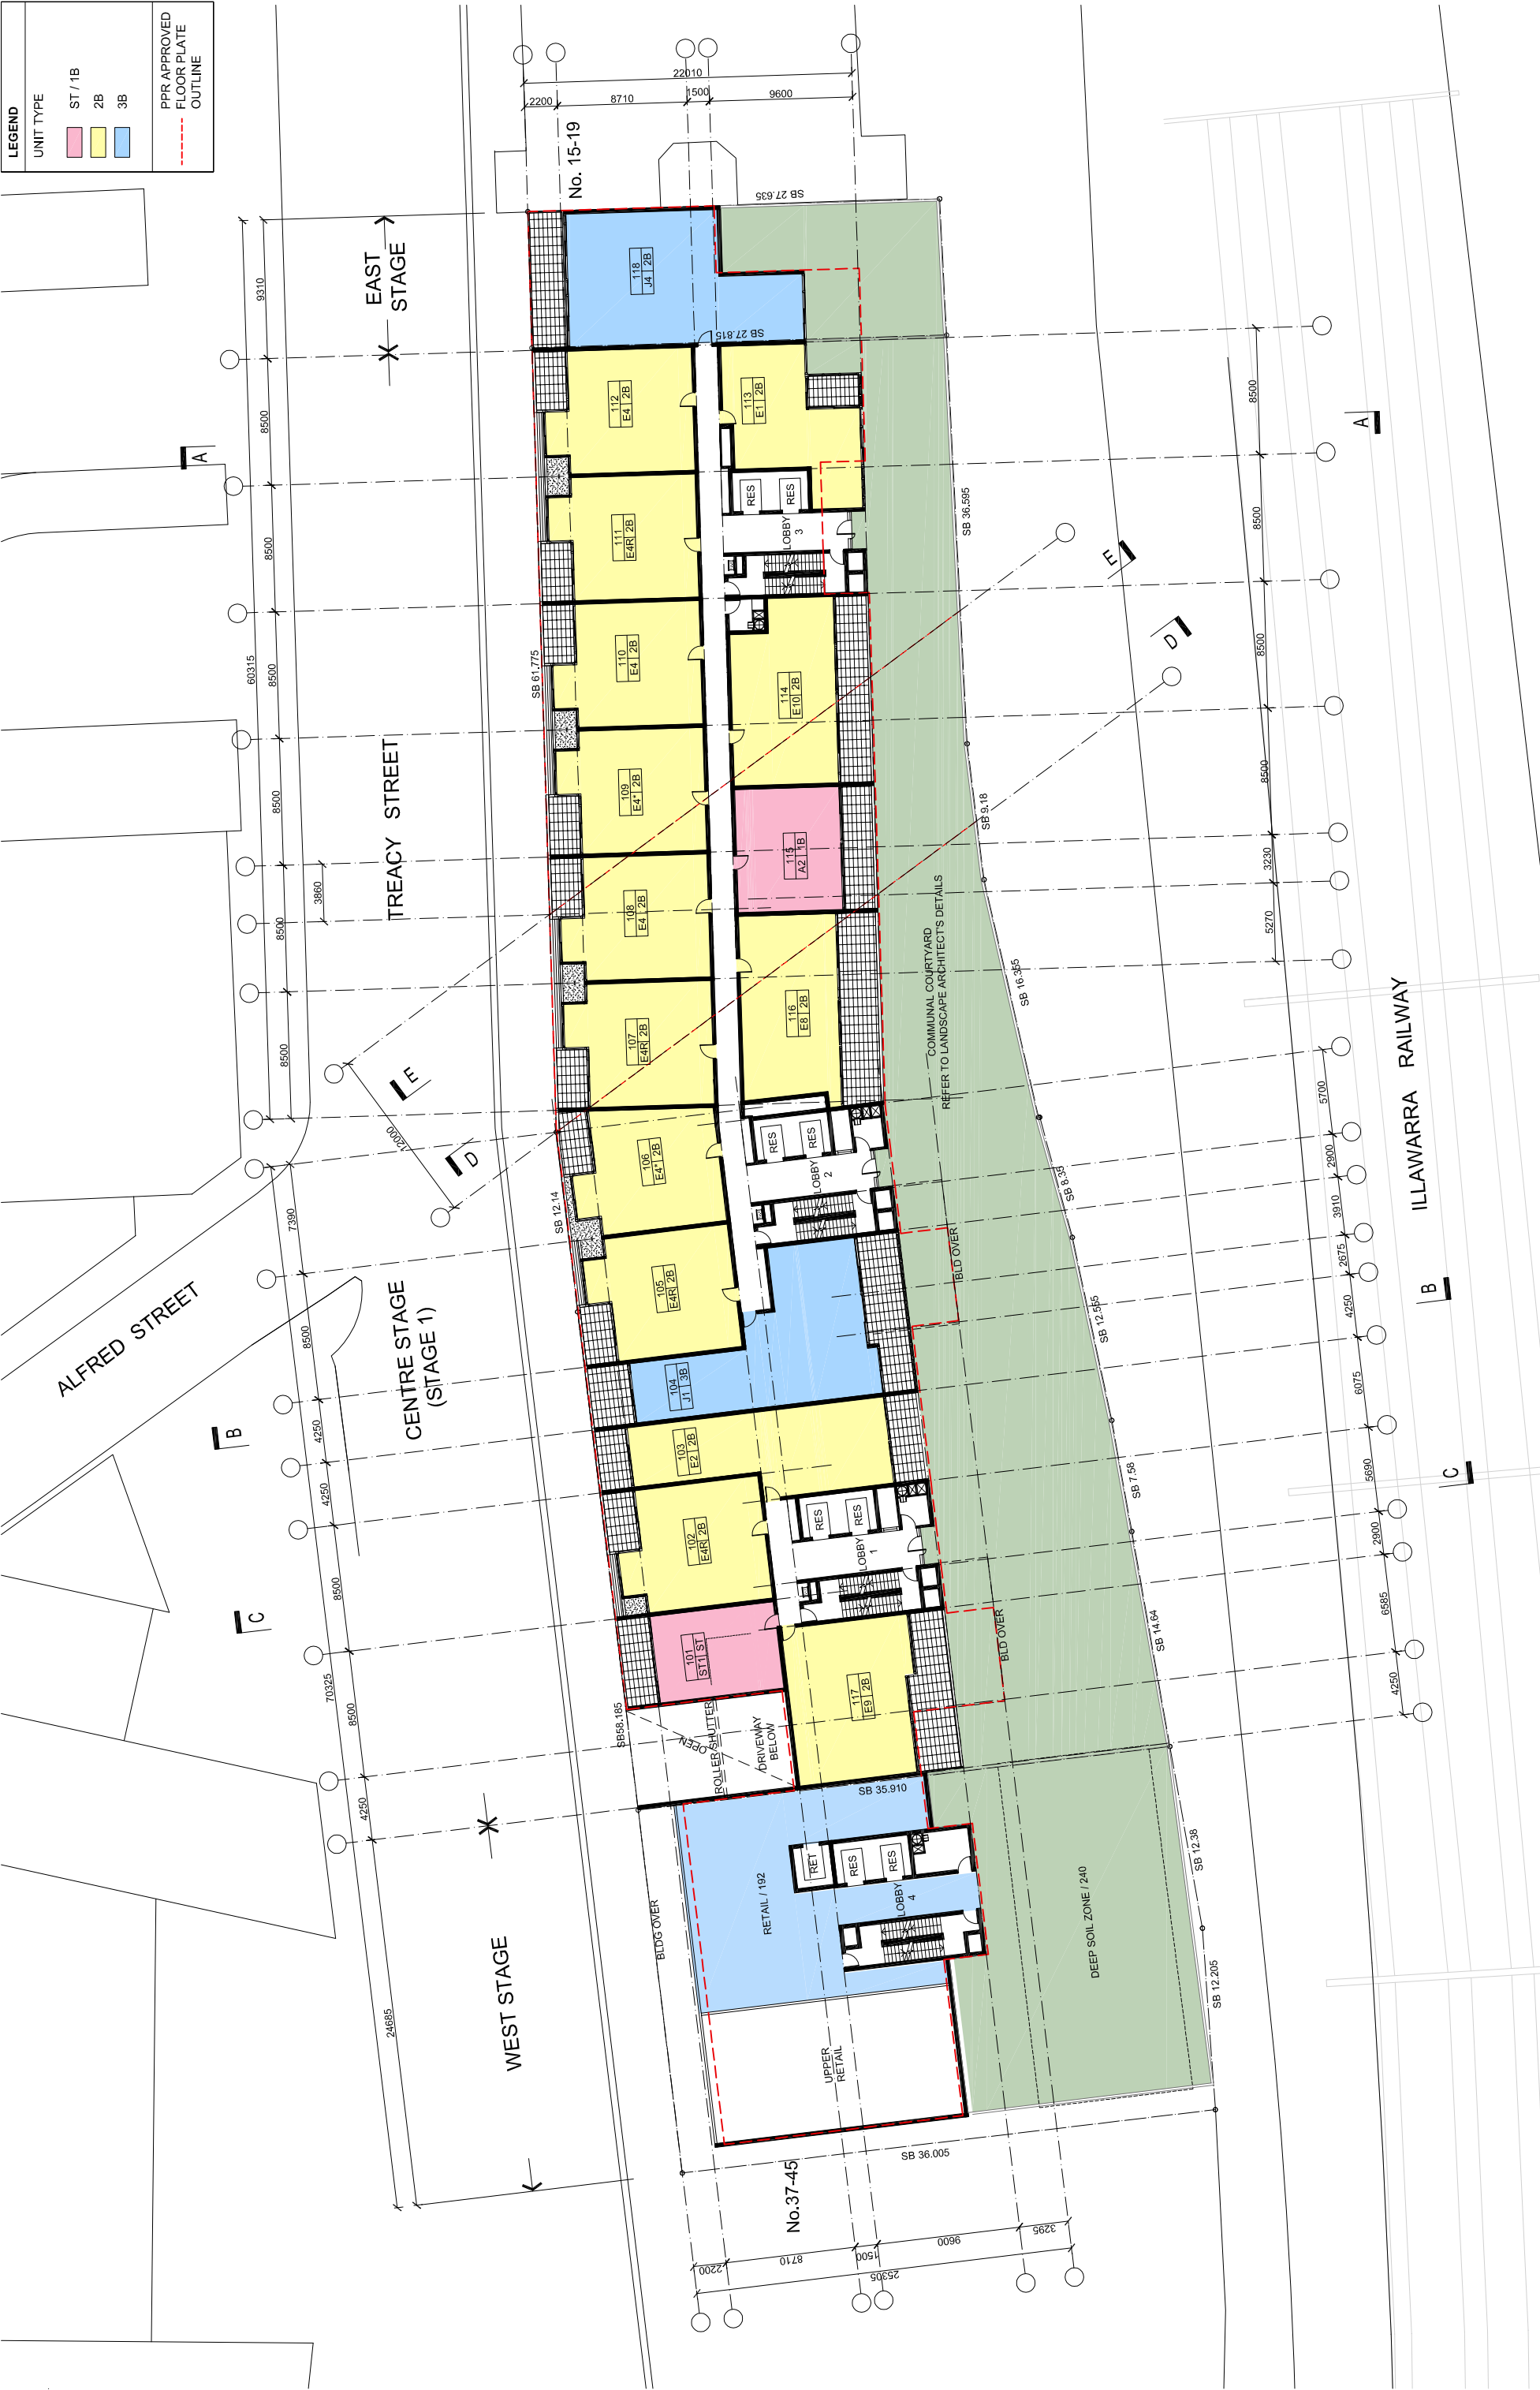 LEGEND
UNIT TYPE
ST / 1B
2B
3B
PPR APPROVED
FLOOR PLATE
OUTLINE
22010
2200
8710
1500
9600
No. 15-19
SB 27.635
EAST
STAGE
9310
60315
8500
8500
8500
8500
8500
8500
3860
A
118
J4 2B
SB 27.815
112
E4 2B
113
E1 2B
111
E4R 2B
RES
RES
LOBBY
3
110
E4 2B
114
E10 2B
109
E4* 2B
115
A2 1B
108
E4 2B
116
E8 2B
107
E4R 2B
106
E4* 2B
RES
RES
LOBBY
2
105
E4R 2B
104
J1 3B
103
E2 2B
102
E4R 2B
RES
RES
LOBBY
1
101
ST1 ST
117
E9 2B
SB 61.775
SB 12.14
SB58.185
TREACY STREET
ALFRED STREET
CENTRE STAGE
(STAGE 1)
WEST STAGE
E
D
12000
7390
8500
4250
4250
8500
8500
4250
70325
24685
B
C
ROLLER SHUTTER
OPEN
DRIVEWAY
BELOW
SB 35.910
BLDG OVER
RETAIL / 192
RET
RES
RES
LOBBY
4
UPPER
RETAIL
DEEP SOIL ZONE / 240
SB 36.005
No.37-45
2200
8710
1500
9600
3295
25305
COMMUNAL COURTYARD
REFER TO LANDSCAPE ARCHITECT'S DETAILS
BLD OVER
BLD OVER
SB 36.595
SB 9.18
SB 16.355
SB 8.35
SB 12.555
SB 7.58
SB 14.64
SB 12.38
SB 12.205
E
D
A
B
C
8500
8500
8500
8500
3230
5270
5700
2900
3910
2675
4250
6075
5690
2900
6585
4250
ILLAWARRA RAILWAY